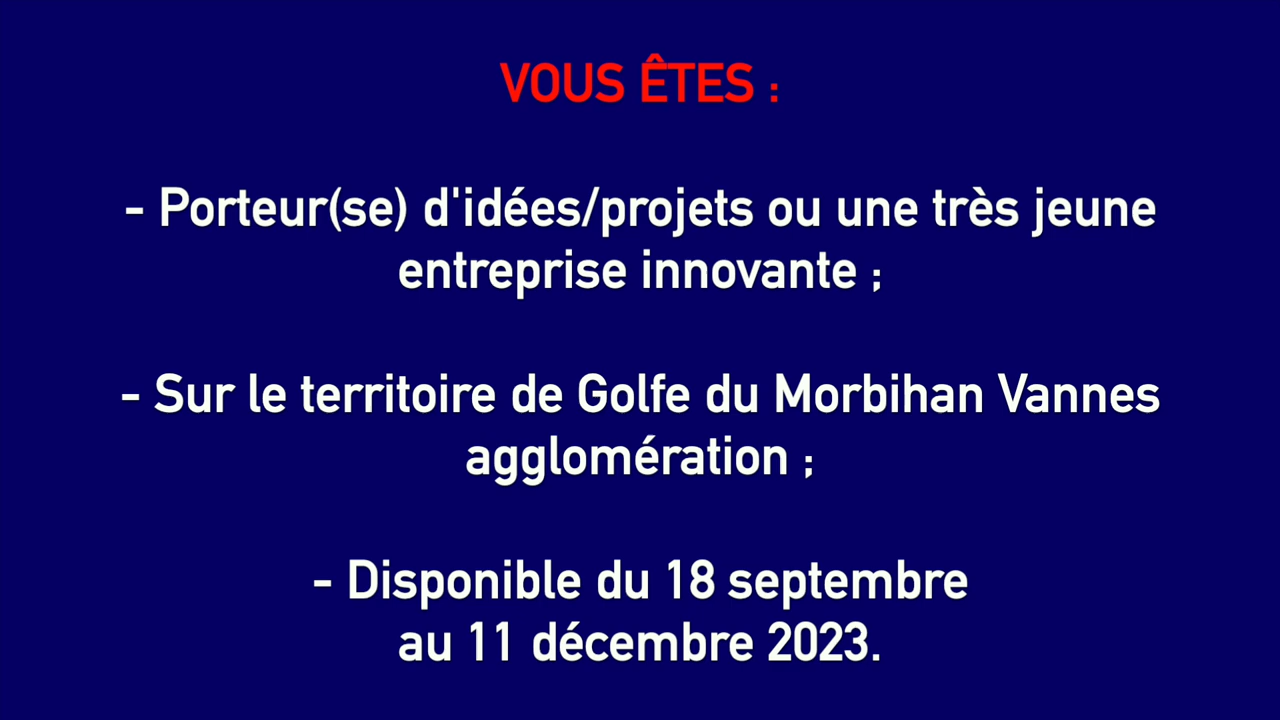 VOUS ÊTES :
- Porteur(se) d'idées/projets ou une très jeune
entreprise innovante ;
- Sur le territoire de Golfe du Morbihan Vannes
agglomération ;
- Disponible du 18 septembre
au 11 décembre 2023.